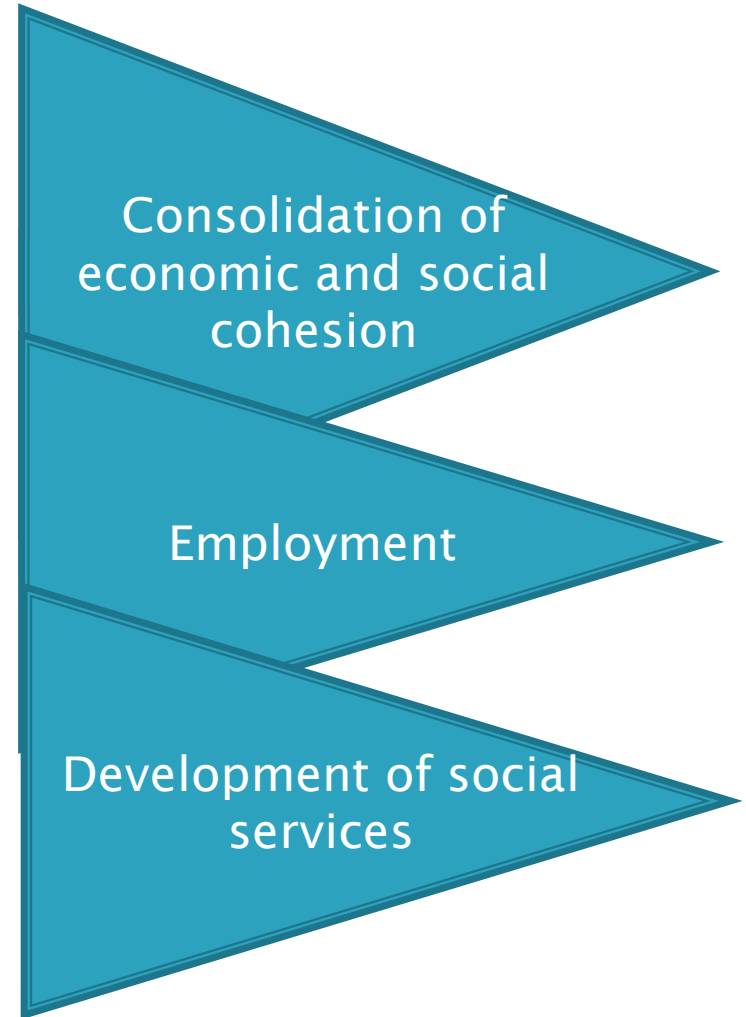 Consolidation of
economic and social
cohesion
Employment
Development of social
services